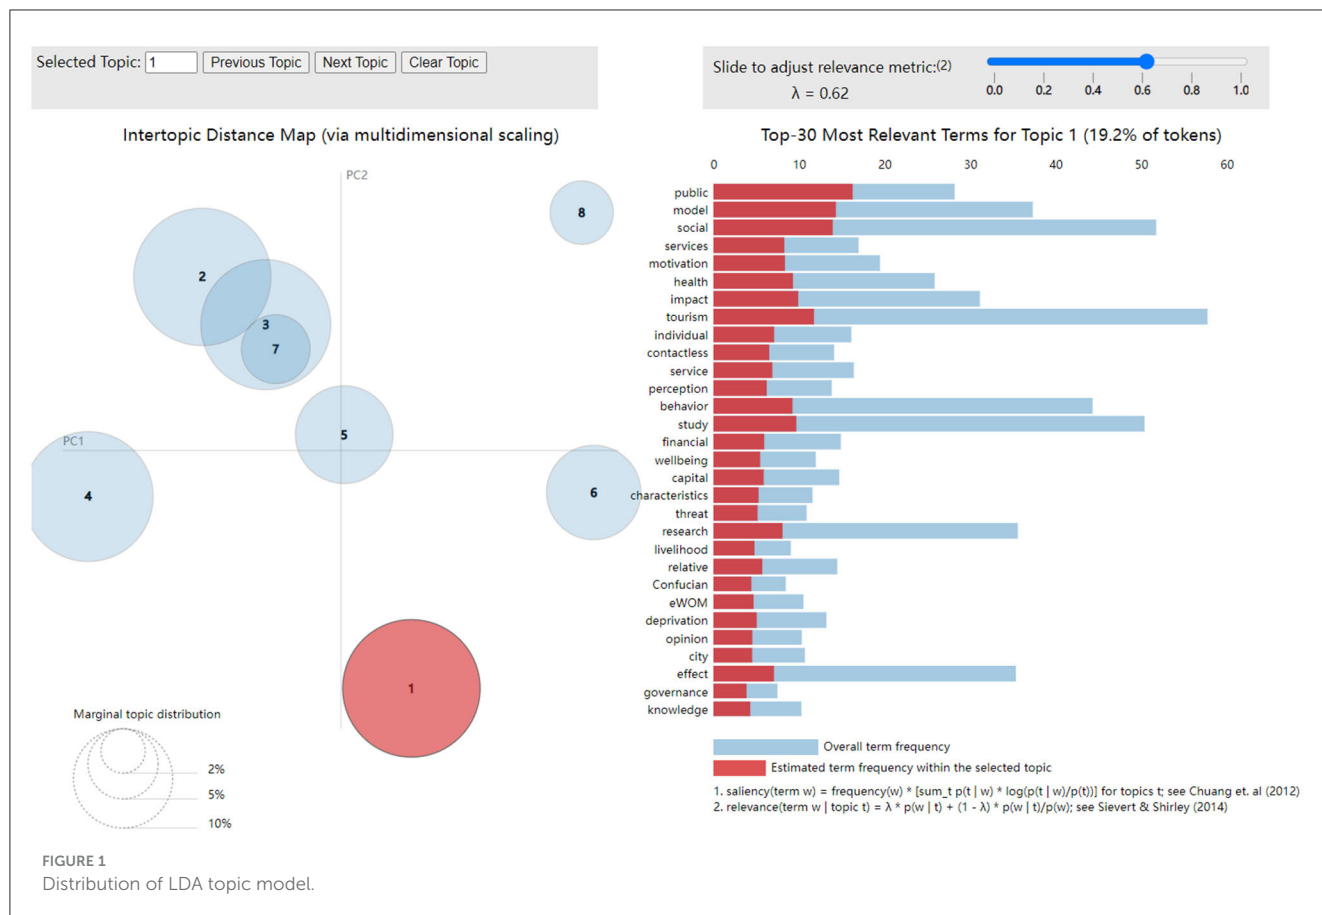 Selected Topic: 1 Previous Topic Next Topic Clear Topic
Slide to adjust relevance metric:(2)
λ = 0.62
0.0 0.2 0.4 0.6 0.8 1.0
Intertopic Distance Map (via multidimensional scaling)
PC2
PC1
8
2
3
7
5
4
6
1
Marginal topic distribution
2%
5%
10%
Top-30 Most Relevant Terms for Topic 1 (19.2% of tokens)
0 10 20 30 40 50 60
public
model
social
services
motivation
health
impact
tourism
individual
contactless
service
perception
behavior
study
financial
wellbeing
capital
characteristics
threat
research
livelihood
relative
Confucian
eWOM
deprivation
opinion
city
effect
governance
knowledge
Overall term frequency
Estimated term frequency within the selected topic
1. saliency(term w) = frequency(w) * [sum_t p(t | w) * log(p(t | w)/p(t))] for topics t; see Chuang et. al (2012)
2. relevance(term w | topic t) = λ * p(w | t) + (1 - λ) * p(w | t)/p(w); see Sievert & Shirley (2014)
FIGURE 1
Distribution of LDA topic model.